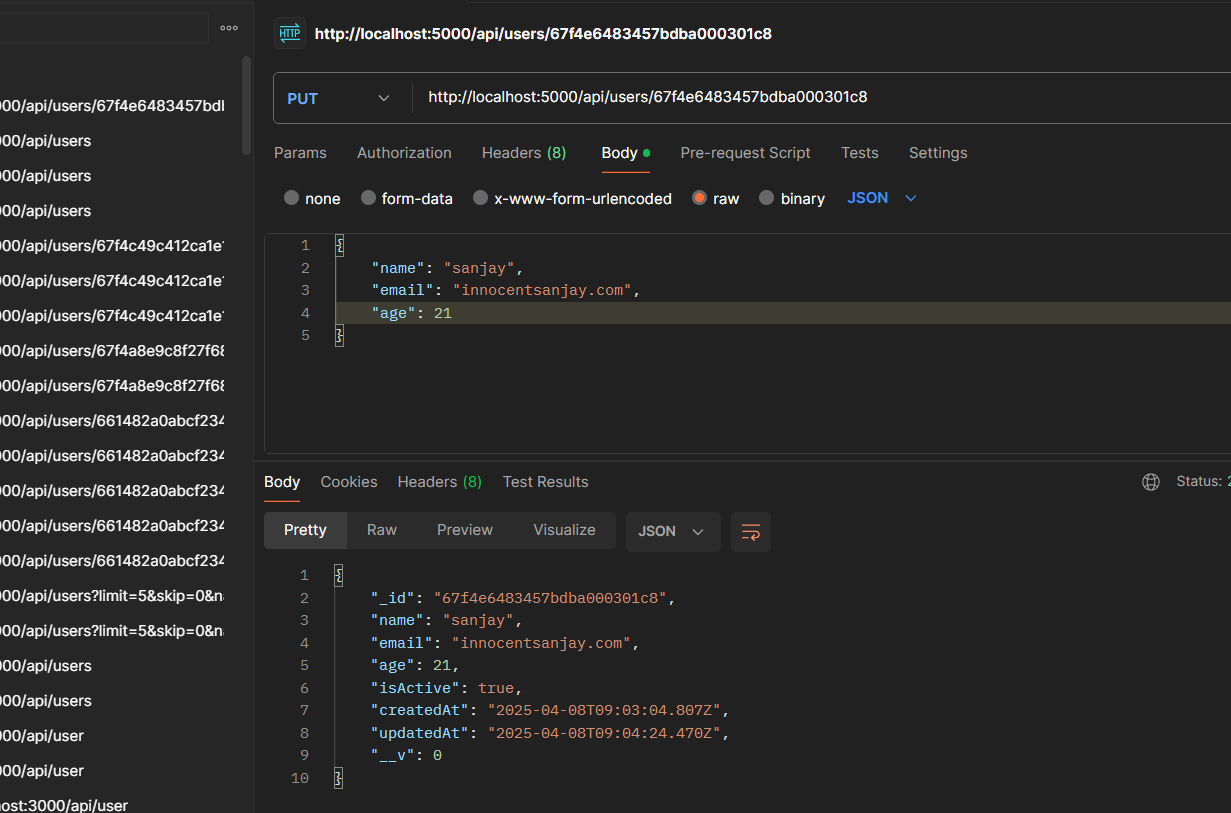 HTTP http://localhost:5000/api/users/67f4e6483457bdba000301c8
PUT http://localhost:5000/api/users/67f4e6483457bdba000301c8
Params Authorization Headers (8) Body Pre-request Script Tests Settings
none form-data x-www-form-urlencoded raw binary JSON
1 {
2 "name": "sanjay",
3 "email": "innocentsanjay.com",
4 "age": 21
5 }
Body Cookies Headers (8) Test Results Status: 2
Pretty Raw Preview Visualize JSON
1 {
2 "_id": "67f4e6483457bdba000301c8",
3 "name": "sanjay",
4 "email": "innocentsanjay.com",
5 "age": 21,
6 "isActive": true,
7 "createdAt": "2025-04-08T09:03:04.807Z",
8 "updatedAt": "2025-04-08T09:04:24.470Z",
9 "__v": 0
10 }
000/api/users/67f4e6483457bd
000/api/users
000/api/users
000/api/users
000/api/users/67f4c49c412ca1e
000/api/users/67f4c49c412ca1e
000/api/users/67f4c49c412ca1e
000/api/users/67f4a8e9c8f27f68
000/api/users/67f4a8e9c8f27f68
000/api/users/661482a0abcf234
000/api/users/661482a0abcf234
000/api/users/661482a0abcf234
000/api/users/661482a0abcf234
000/api/users/661482a0abcf234
000/api/users?limit=5&skip=0&n
000/api/users?limit=5&skip=0&n
000/api/users
000/api/users
000/api/user
000/api/user
ost:3000/api/user